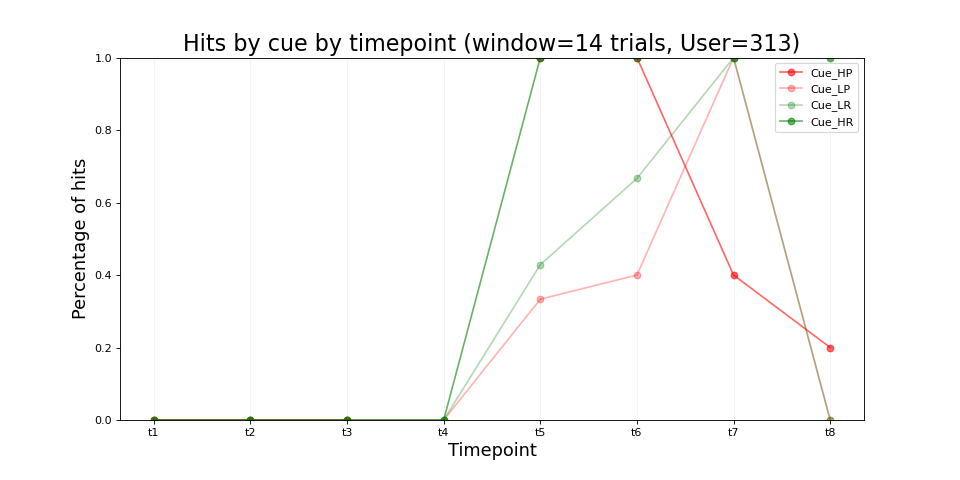 Hits by cue by timepoint (window=14 trials, User=313)
Percentage of hits
1.0
0.8
0.6
0.4
0.2
0.0
Cue_HP
Cue_LP
Cue_LR
Cue_HR
t1 t2 t3 t4 t5 t6 t7 t8
Timepoint